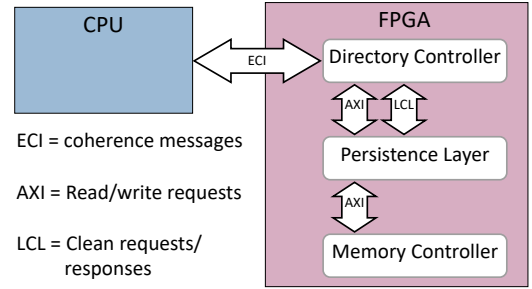 CPU
FPGA
Directory Controller
ECI
AXI
LCL
ECI = coherence messages
Persistence Layer
AXI = Read/write requests
AXI
LCL = Clean requests/
responses
Memory Controller